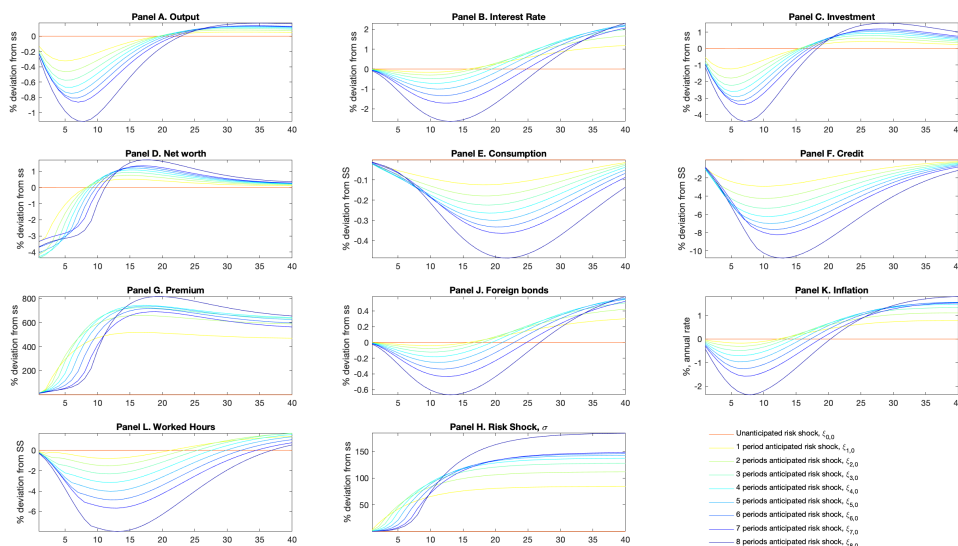 Panel A. Output
% deviation from ss
0
-0.2
-0.4
-0.6
-0.8
-1
5 10 15 20 25 30 35 40
Panel B. Interest Rate
% deviation from ss
2
1
0
-1
-2
5 10 15 20 25 30 35 40
Panel C. Investment
% deviation from ss
1
0
-1
-2
-3
-4
5 10 15 20 25 30 35 40
Panel D. Net worth
% deviation from ss
1
0
-1
-2
-3
-4
5 10 15 20 25 30 35 40
Panel E. Consumption
% deviation from SS
-0.1
-0.2
-0.3
-0.4
5 10 15 20 25 30 35 40
Panel F. Credit
% deviation from SS
-2
-4
-6
-8
-10
5 10 15 20 25 30 35 40
Panel G. Premium
% deviation from ss
800
600
400
200
5 10 15 20 25 30 35 40
Panel J. Foreign bonds
% deviation from ss
0.4
0.2
0
-0.2
-0.4
-0.6
5 10 15 20 25 30 35 40
Panel K. Inflation
%, annual rate
1
0
-1
-2
5 10 15 20 25 30 35 40
Panel L. Worked Hours
% deviation from SS
0
-2
-4
-6
5 10 15 20 25 30 35 40
Panel H. Risk Shock, σ
% deviation from ss
150
100
50
5 10 15 20 25 30 35 40
Unanticipated risk shock, ξ0,0
1 period anticipated risk shock, ξ1,0
2 periods anticipated risk shock, ξ2,0
3 periods anticipated risk shock, ξ3,0
4 periods anticipated risk shock, ξ4,0
5 periods anticipated risk shock, ξ5,0
6 periods anticipated risk shock, ξ6,0
7 periods anticipated risk shock, ξ7,0
8 periods anticipated risk shock, ξ8,0